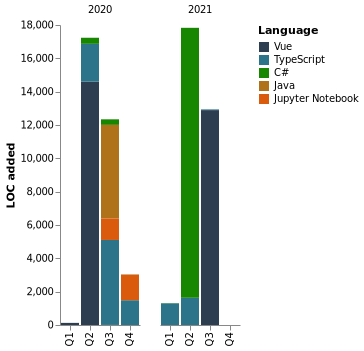 2020 2021
Language
Vue
TypeScript
C#
Java
Jupyter Notebook
LOC added
18,000
16,000
14,000
12,000
10,000
8,000
6,000
4,000
2,000
0
Q1 Q2 Q3 Q4 Q1 Q2 Q3 Q4